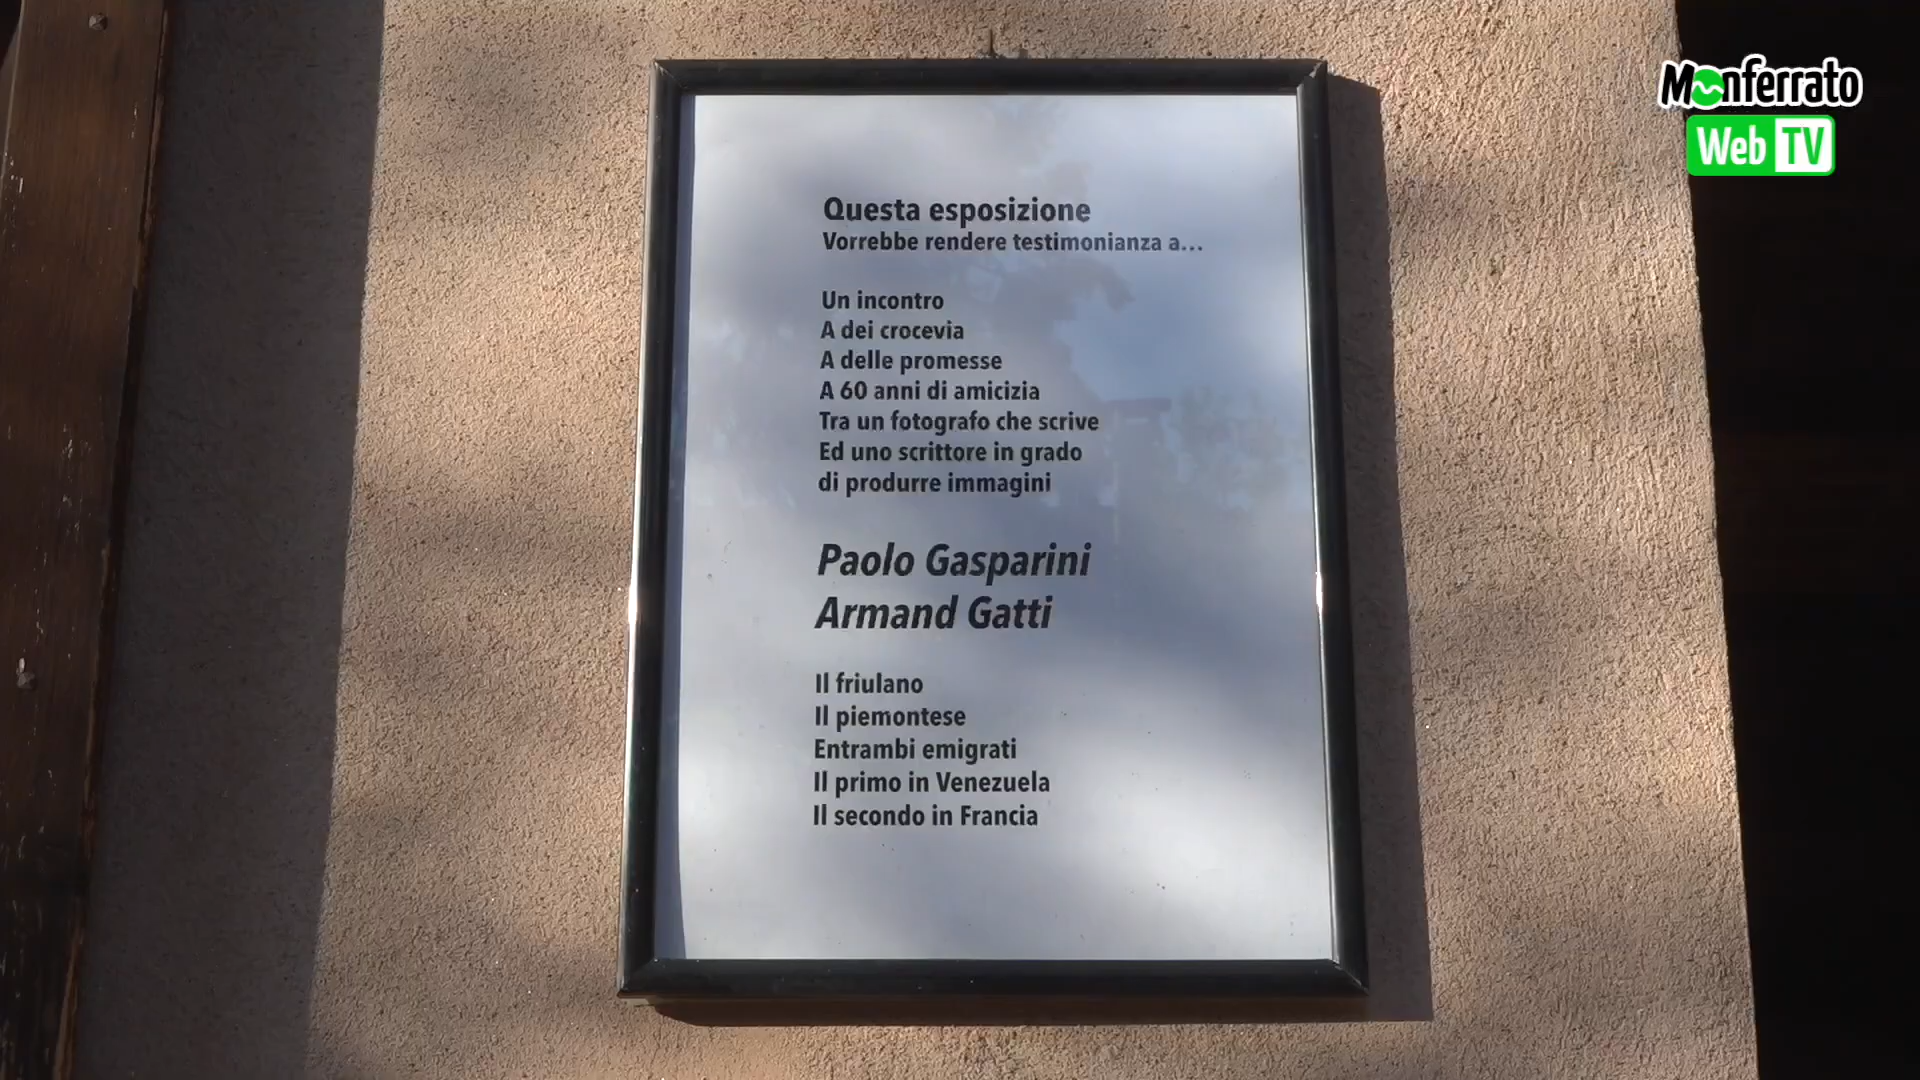 Monferrato
Web TV
Questa esposizione
Vorrebbe rendere testimonianza a...
Un incontro
A dei crocevia
A delle promesse
A 60 anni di amicizia
Tra un fotografo che scrive
Ed uno scrittore in grado
di produrre immagini
Paolo Gasparini
Armand Gatti
Il friulano
Il piemontese
Entrambi emigrati
Il primo in Venezuela
Il secondo in Francia